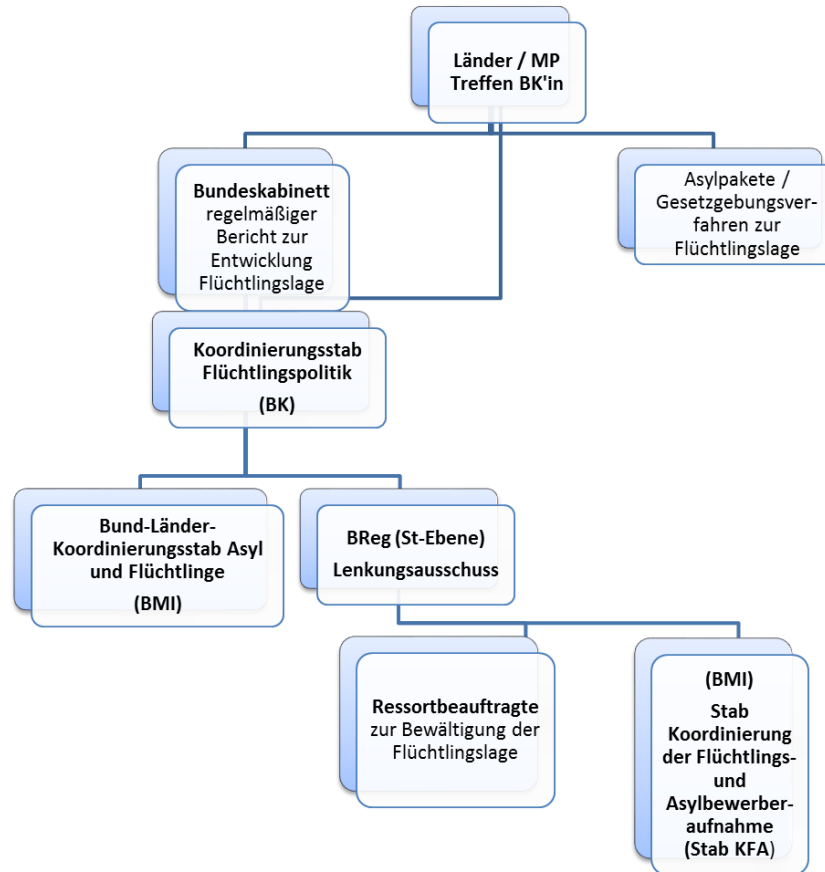 Länder / MP
Treffen BK'in
Bundeskabinett
regelmäßiger
Bericht zur
Entwicklung
Flüchtlingslage
Asylpakete /
Gesetzgebungsver-
fahren zur
Flüchtlingslage
Koordinierungsstab
Flüchtlingspolitik
(BK)
Bund-Länder-
Koordinierungsstab Asyl
und Flüchtlinge
(BMI)
BReg (St-Ebene)
Lenkungsausschuss
Ressortbeauftragte
zur Bewältigung der
Flüchtlingslage
(BMI)
Stab
Koordinierung
der Flüchtlings-
und
Asylbewerber-
aufnahme
(Stab KFA)